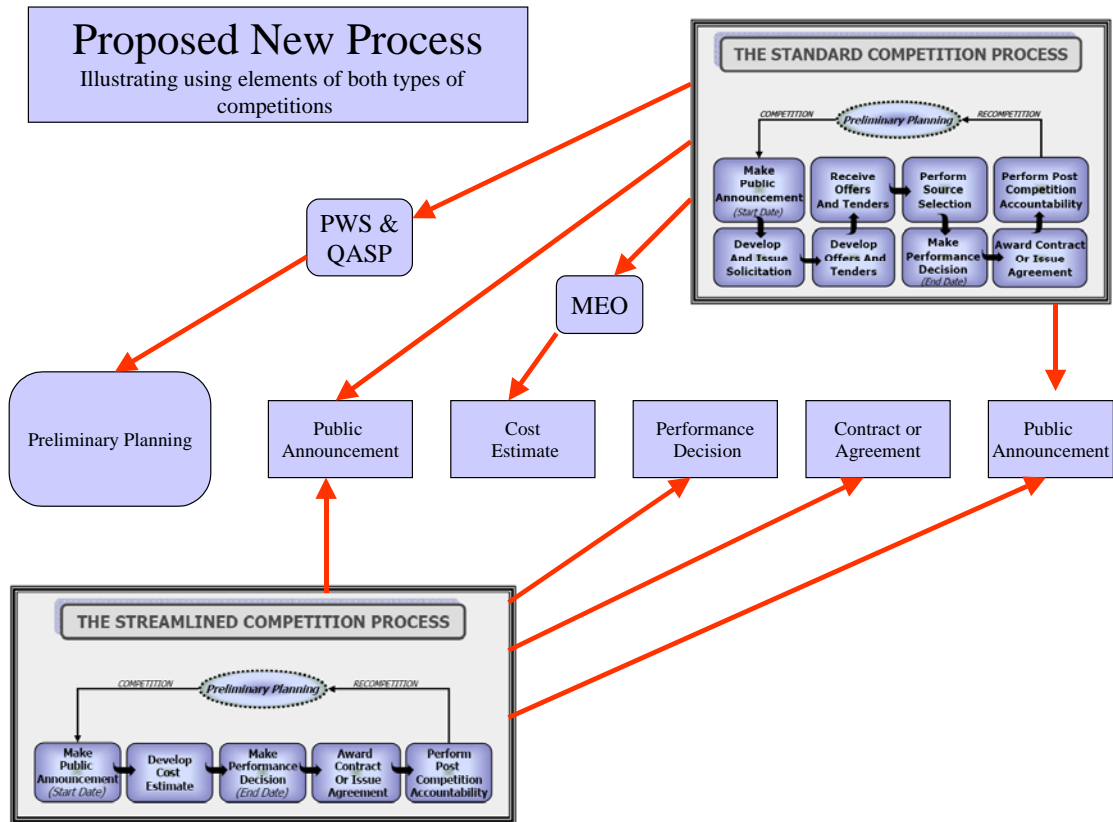 Proposed New Process
Illustrating using elements of both types of
competitions
THE STANDARD COMPETITION PROCESS
COMPETITION
Preliminary Planning
RECOMPETITION
Make
Public
Announcement
(Start Date)
Receive
Offers
And Tenders
Perform
Source
Selection
Perform Post
Competition
Accountability
Develop
And Issue
Solicitation
Develop
Offers And
Tenders
Make
Performance
Decision
(End Date)
Award Contract
Or Issue
Agreement
PWS &
QASP
MEO
Preliminary Planning
Public
Announcement
Cost
Estimate
Performance
Decision
Contract or
Agreement
Public
Announcement
THE STREAMLINED COMPETITION PROCESS
COMPETITION
Preliminary Planning
RECOMPETITION
Make
Public
Announcement
(Start Date)
Develop
Cost
Estimate
Make
Performance
Decision
(End Date)
Award
Contract
Or Issue
Agreement
Perform
Post
Competition
Accountability